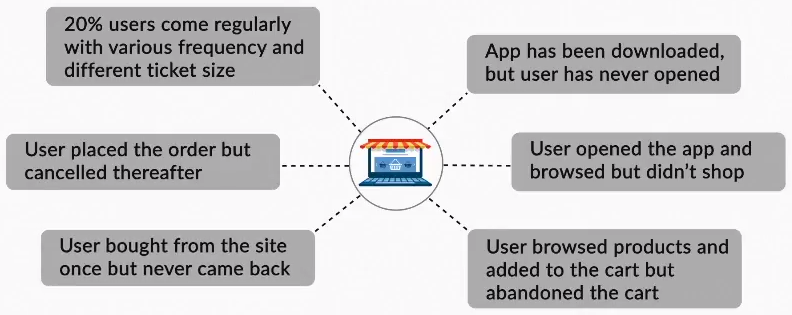 20% users come regularly
with various frequency and
different ticket size
App has been downloaded,
but user has never opened
User placed the order but
cancelled thereafter
User opened the app and
browsed but didn't shop
User bought from the site
once but never came back
User browsed products and
added to the cart but
abandoned the cart